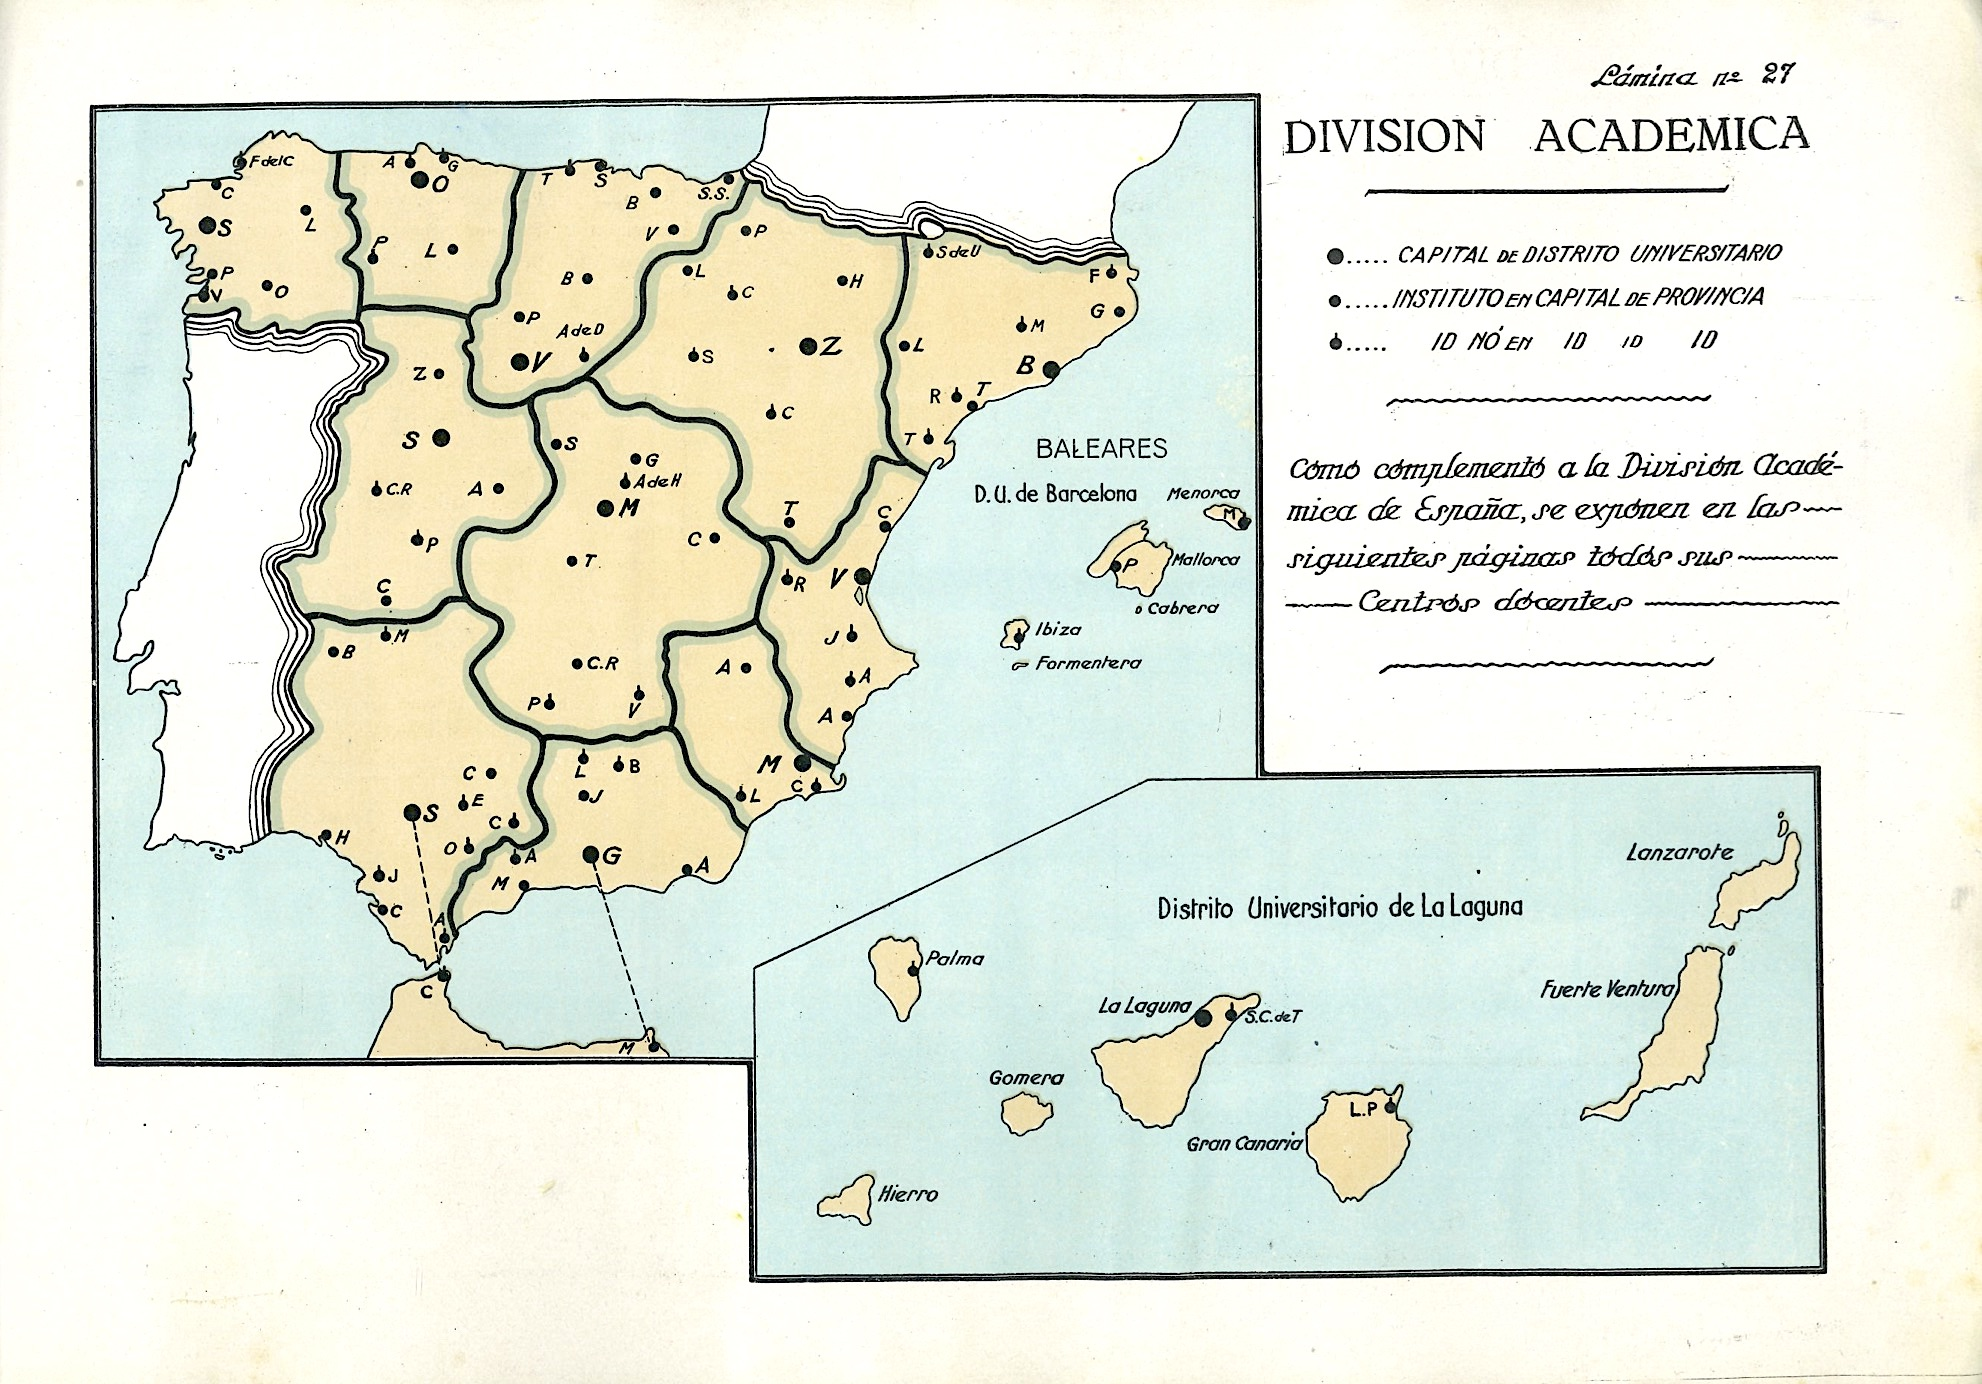 Lámina nº 27
DIVISION ACADEMICA
..... CAPITAL DE DISTRITO UNIVERSITARIO
..... INSTITUTO EN CAPITAL DE PROVINCIA
..... ID NÓ EN ID ID ID
Como complemento a la División Acadé-
mica de España, se exponen en las
siguientes páginas todos sus
Centros docentes
F del C
A
G
O
C
S
L
P
V
O
P
L
T
S
B
S.S.
V
B
P
A de D
V
P
L
C
H
S
Z
C
T
S de U
F
G
M
L
B
R
T
T
Z
S
C.R
A
P
C
S
G
A de H
M
C
T
C.R
P
V
C
R
V
J
A
A
A
M
C
L
M
B
C
S
E
C
O
H
J
C
A
L
B
J
G
A
M
A
C
M
BALEARES
D.U. de Barcelona
Menorca
M
Mallorca
P
Cabrera
Ibiza
Formentera
Distrito Universitario de La Laguna
Lanzarote
Fuerte Ventura
Palma
La Laguna
S.C. de T
Gomera
L.P
Gran Canaria
Hierro